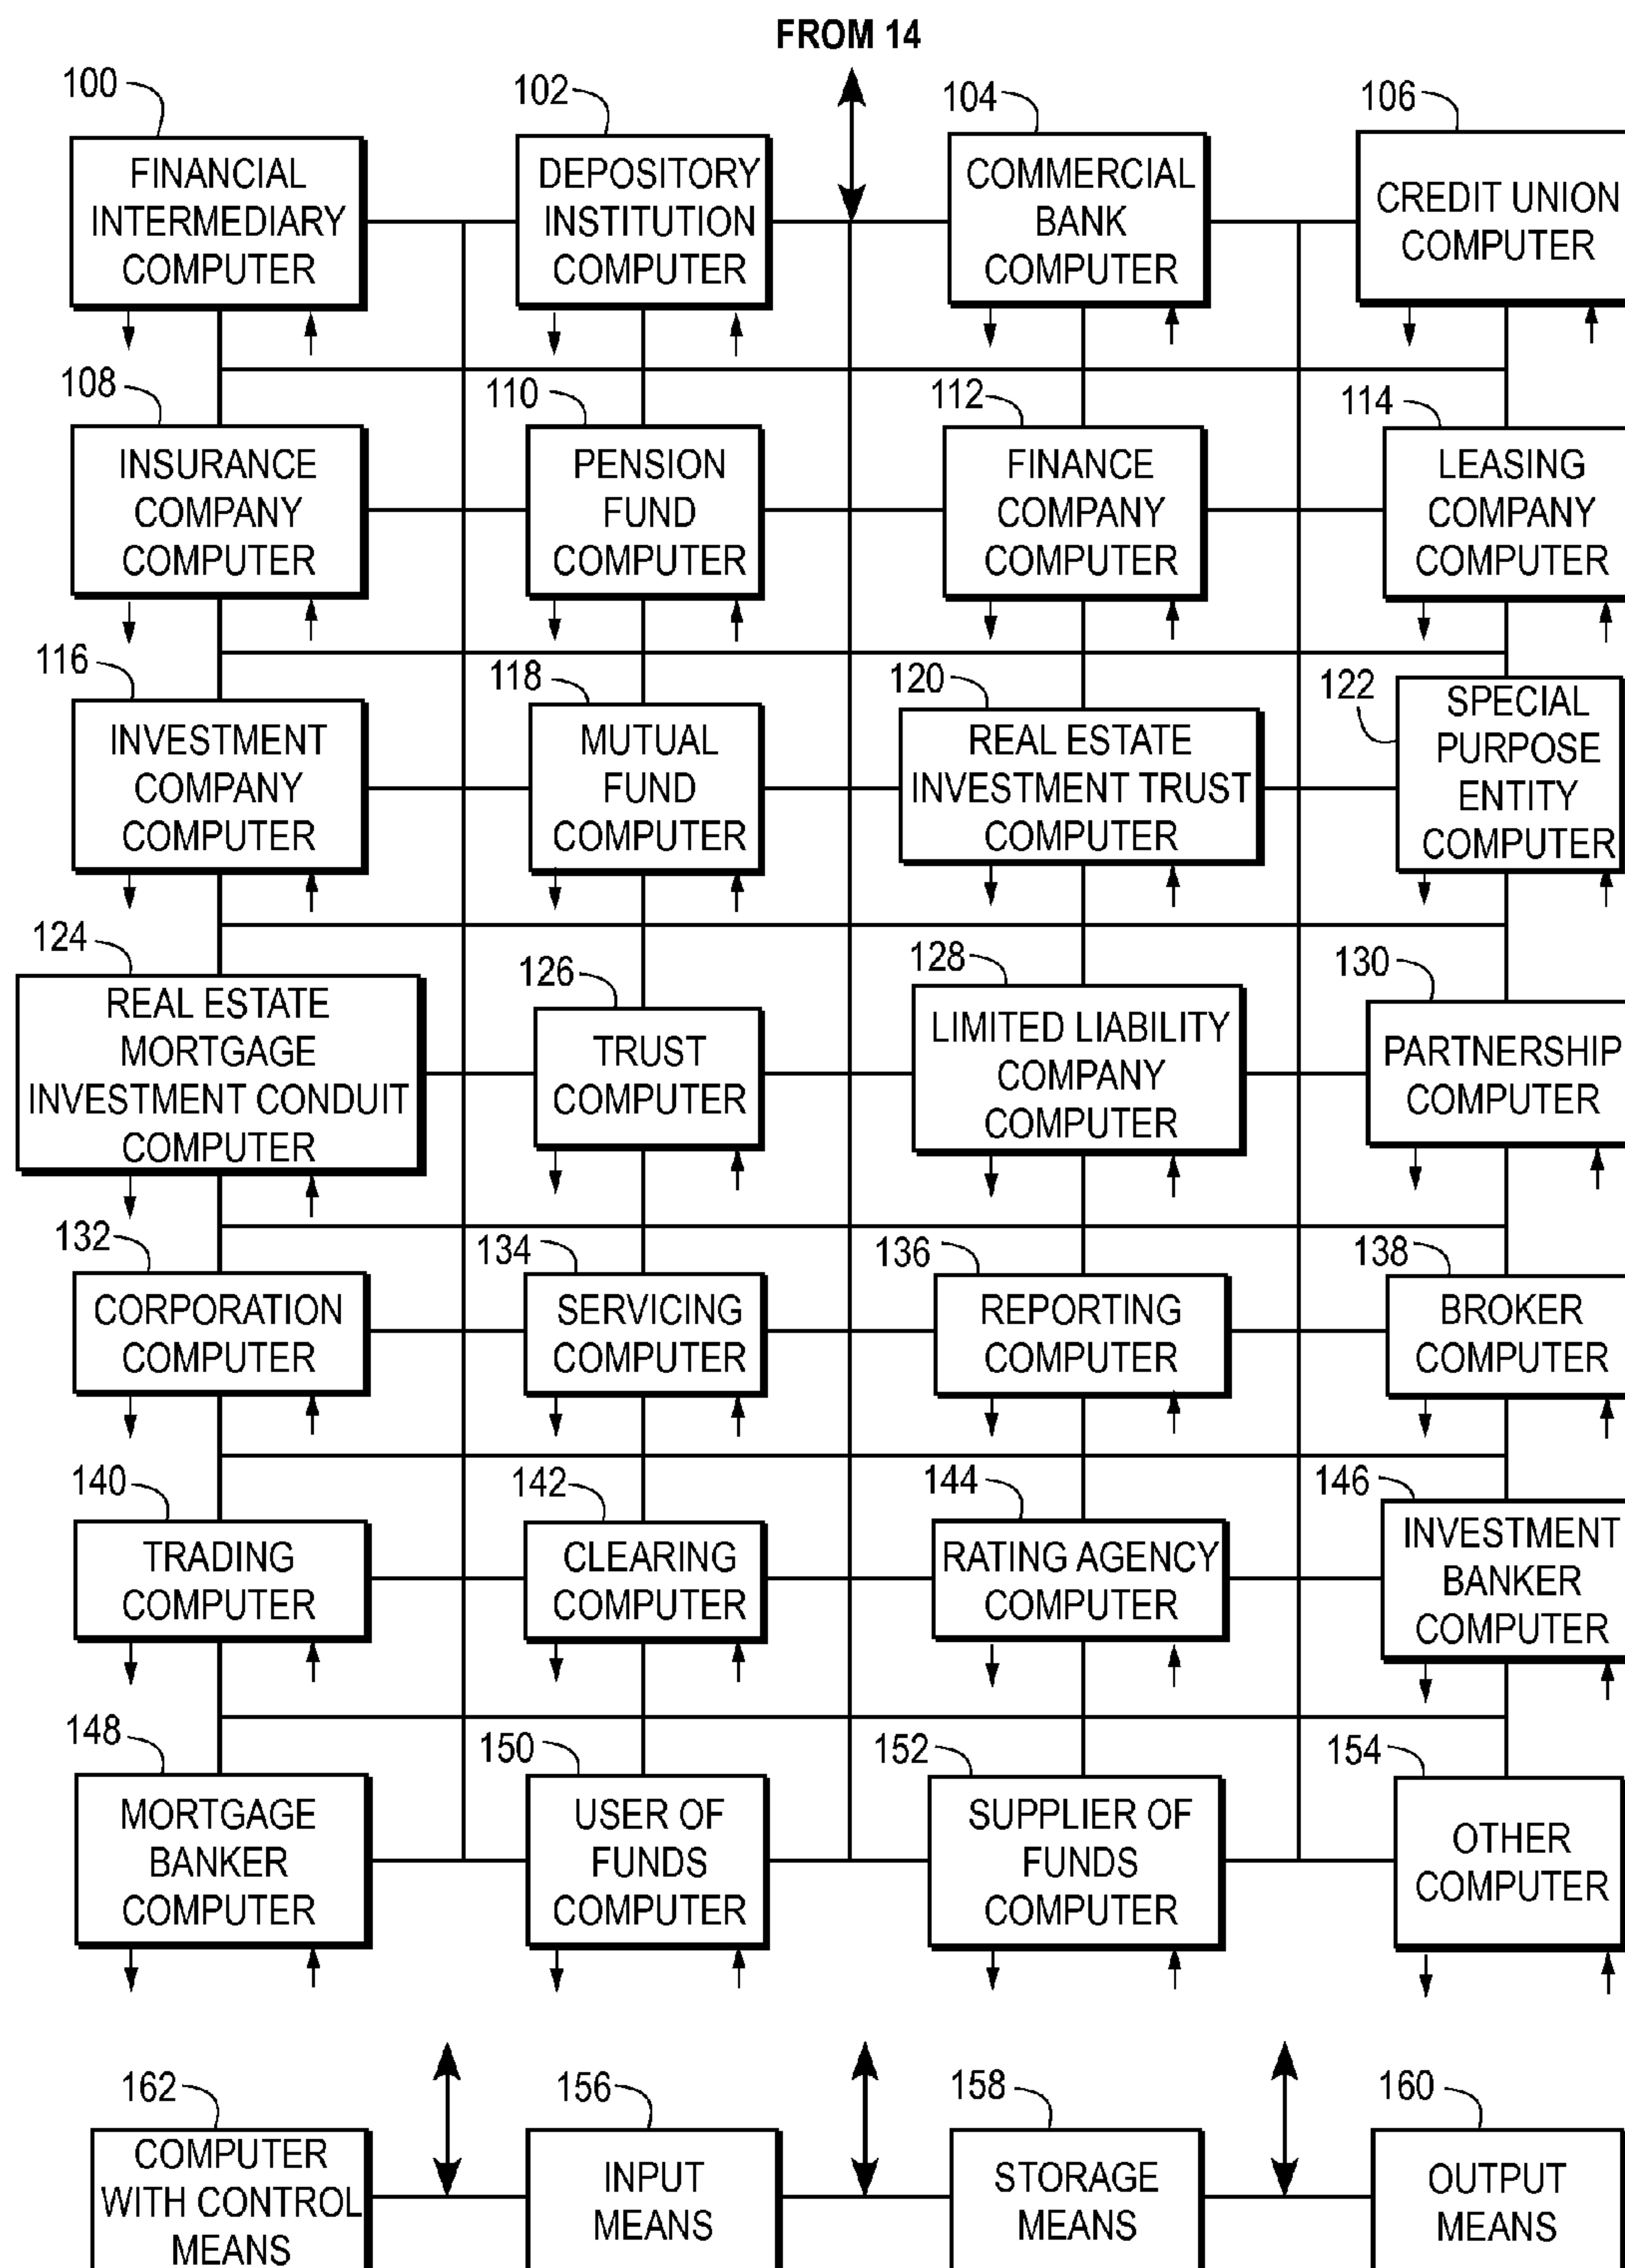 FROM 14
100
102
104
106
FINANCIAL
INTERMEDIARY
COMPUTER
DEPOSITORY
INSTITUTION
COMPUTER
COMMERCIAL
BANK
COMPUTER
CREDIT UNION
COMPUTER
108
110
112
114
INSURANCE
COMPANY
COMPUTER
PENSION
FUND
COMPUTER
FINANCE
COMPANY
COMPUTER
LEASING
COMPANY
COMPUTER
116
118
120
122
INVESTMENT
COMPANY
COMPUTER
MUTUAL
FUND
COMPUTER
REAL ESTATE
INVESTMENT TRUST
COMPUTER
SPECIAL
PURPOSE
ENTITY
COMPUTER
124
126
128
130
REAL ESTATE
MORTGAGE
INVESTMENT CONDUIT
COMPUTER
TRUST
COMPUTER
LIMITED LIABILITY
COMPANY
COMPUTER
PARTNERSHIP
COMPUTER
132
134
136
138
CORPORATION
COMPUTER
SERVICING
COMPUTER
REPORTING
COMPUTER
BROKER
COMPUTER
140
142
144
146
TRADING
COMPUTER
CLEARING
COMPUTER
RATING AGENCY
COMPUTER
INVESTMENT
BANKER
COMPUTER
148
150
152
154
MORTGAGE
BANKER
COMPUTER
USER OF
FUNDS
COMPUTER
SUPPLIER OF
FUNDS
COMPUTER
OTHER
COMPUTER
162
156
158
160
COMPUTER
WITH CONTROL
MEANS
INPUT
MEANS
STORAGE
MEANS
OUTPUT
MEANS